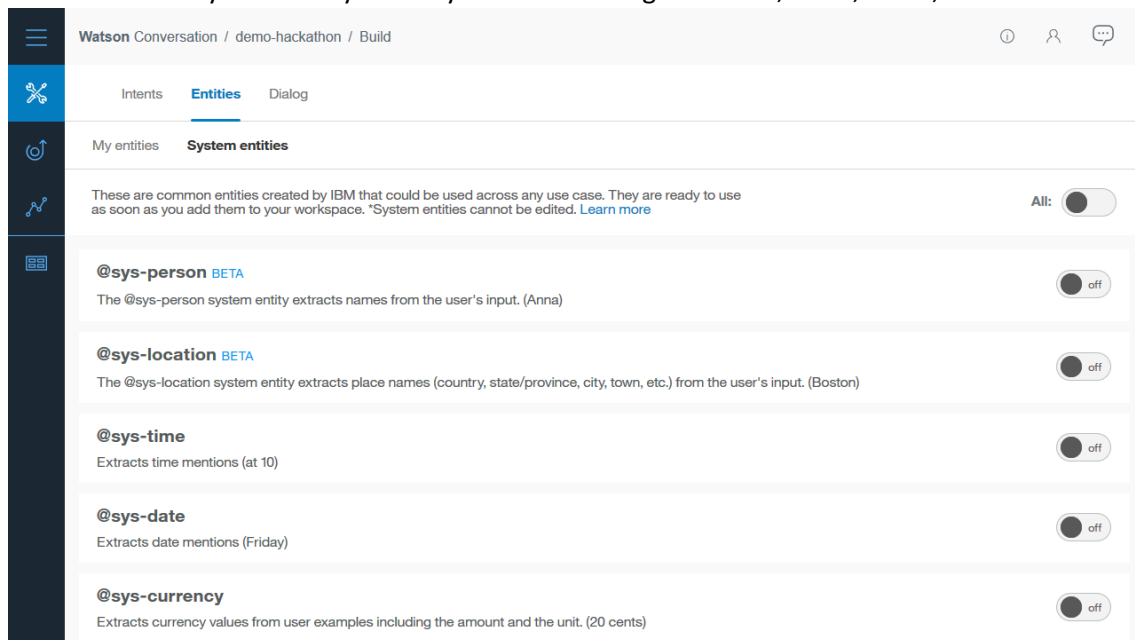 Watson Conversation / demo-hackathon / Build
Intents Entities Dialog
My entities System entities
These are common entities created by IBM that could be used across any use case. They are ready to use
as soon as you add them to your workspace. *System entities cannot be edited. Learn more
All:
@sys-person BETA
The @sys-person system entity extracts names from the user's input. (Anna)
off
@sys-location BETA
The @sys-location system entity extracts place names (country, state/province, city, town, etc.) from the user's input. (Boston)
off
@sys-time
Extracts time mentions (at 10)
off
@sys-date
Extracts date mentions (Friday)
off
@sys-currency
Extracts currency values from user examples including the amount and the unit. (20 cents)
off